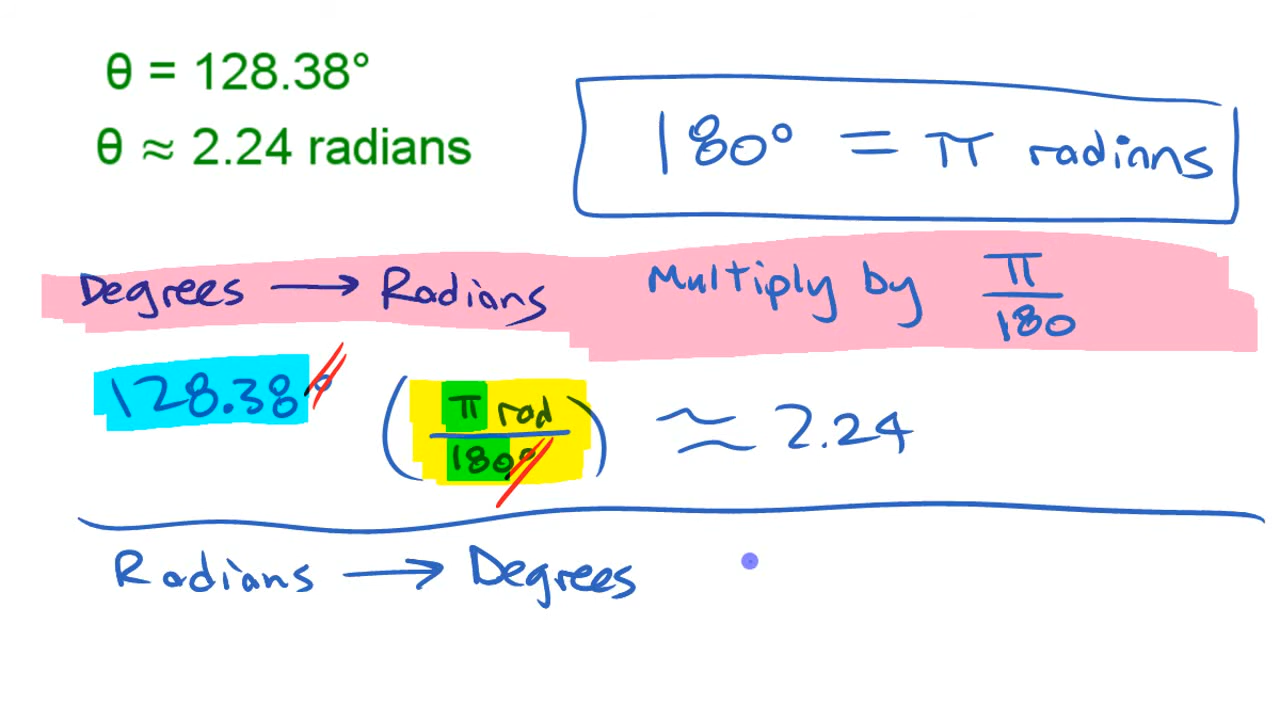 θ = 128.38°
θ ≈ 2.24 radians
180° = π radians
Degrees → Radians Multiply by π/180
128.38° (π rad/180°) ≈ 2.24
Radians → Degrees